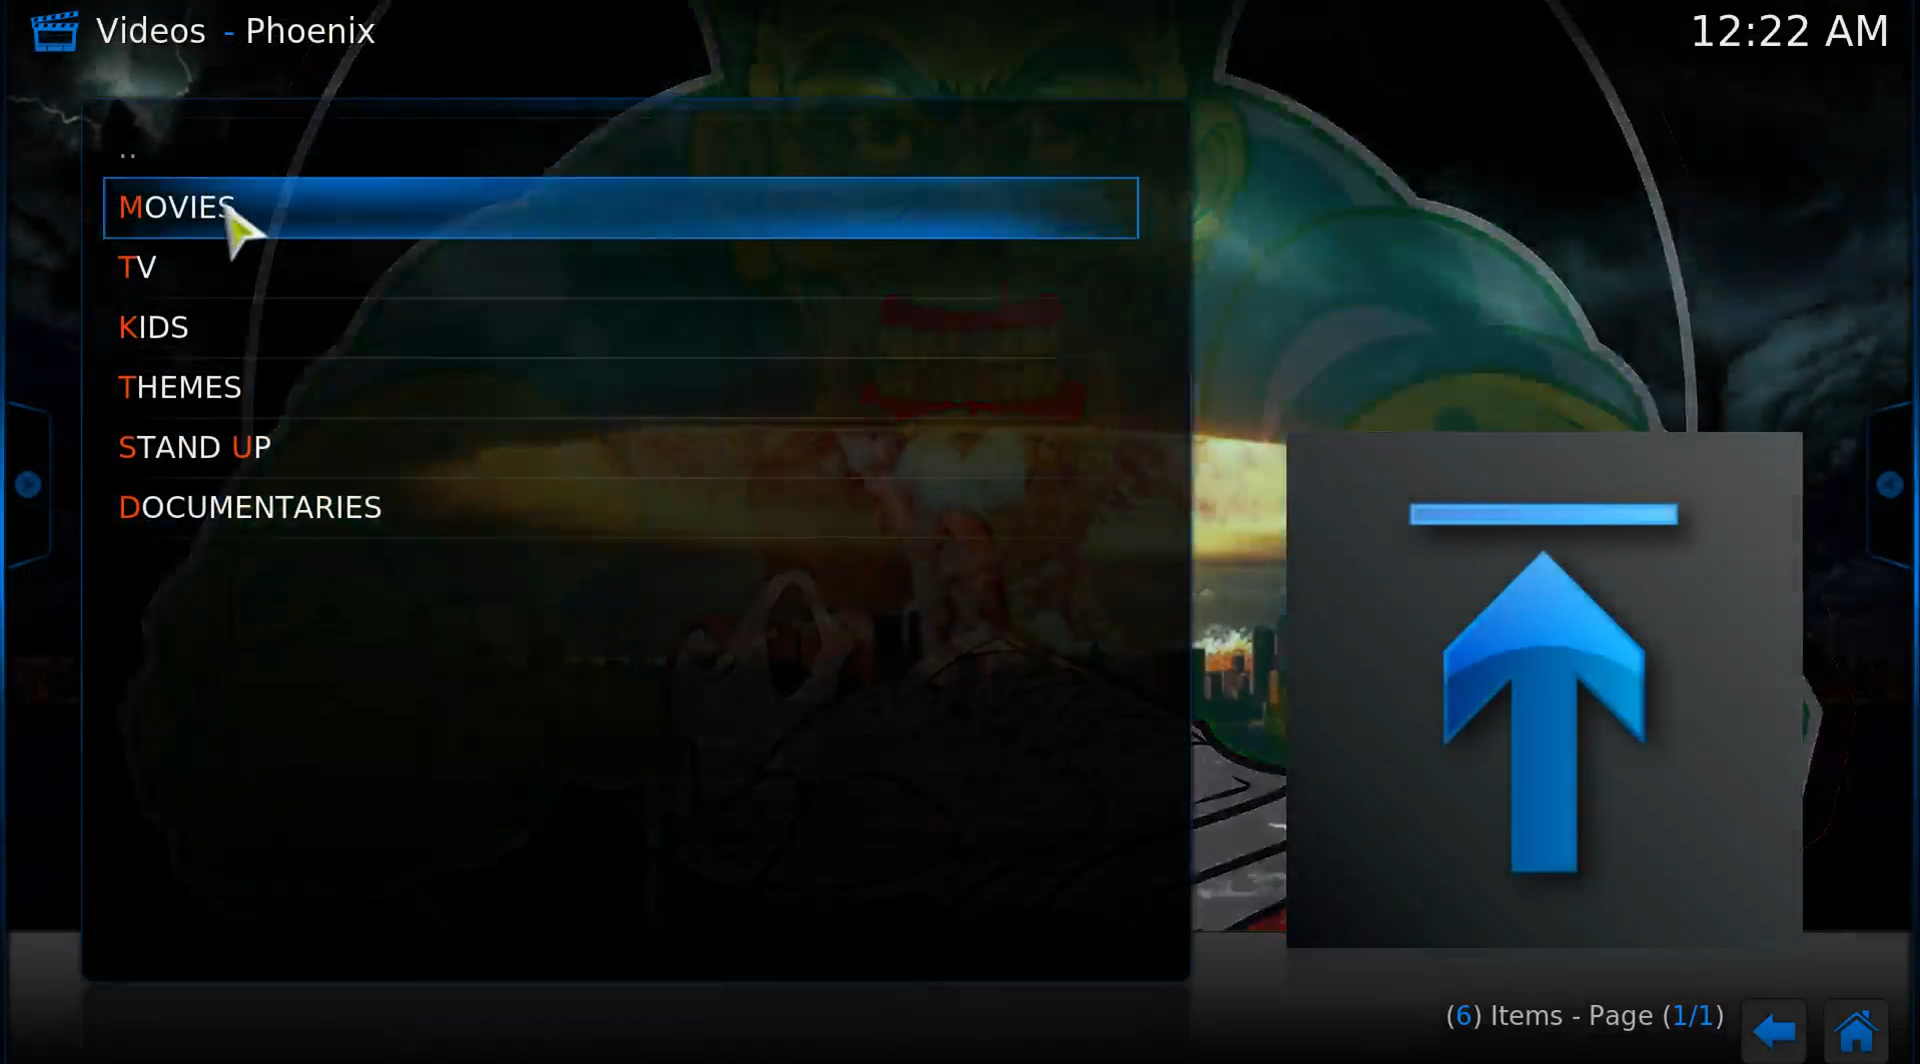 Videos - Phoenix
12:22 AM
..
MOVIES
TV
KIDS
THEMES
STAND UP
DOCUMENTARIES
(6) Items - Page (1/1)